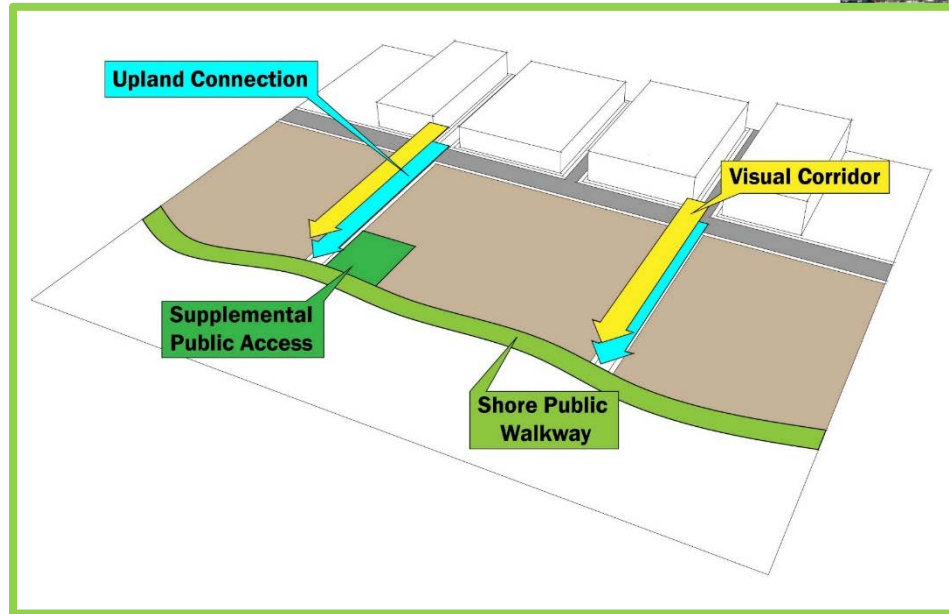 Upland Connection
Visual Corridor
Supplemental
Public Access
Shore Public
Walkway